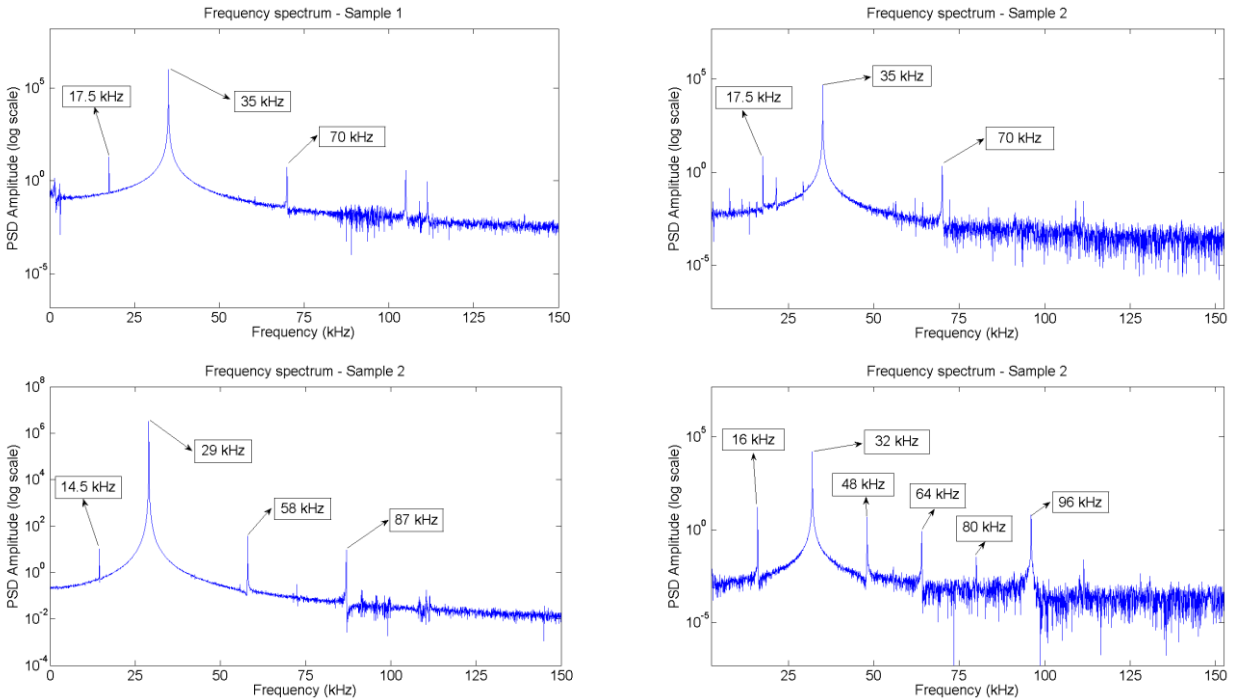 Frequency spectrum - Sample 1
PSD Amplitude (log scale)
10^5
10^0
10^-5
17.5 kHz
35 kHz
70 kHz
0 25 50 75 100 125 150
Frequency (kHz)
Frequency spectrum - Sample 2
PSD Amplitude (log scale)
10^5
10^0
10^-5
17.5 kHz
35 kHz
70 kHz
25 50 75 100 125 150
Frequency (kHz)
Frequency spectrum - Sample 2
PSD Amplitude (log scale)
10^8
10^6
10^4
10^2
10^0
10^-2
10^-4
14.5 kHz
29 kHz
58 kHz
87 kHz
0 25 50 75 100 125 150
Frequency (kHz)
Frequency spectrum - Sample 2
PSD Amplitude (log scale)
10^5
10^0
10^-5
16 kHz
32 kHz
48 kHz
64 kHz
80 kHz
96 kHz
25 50 75 100 125 150
Frequency (kHz)